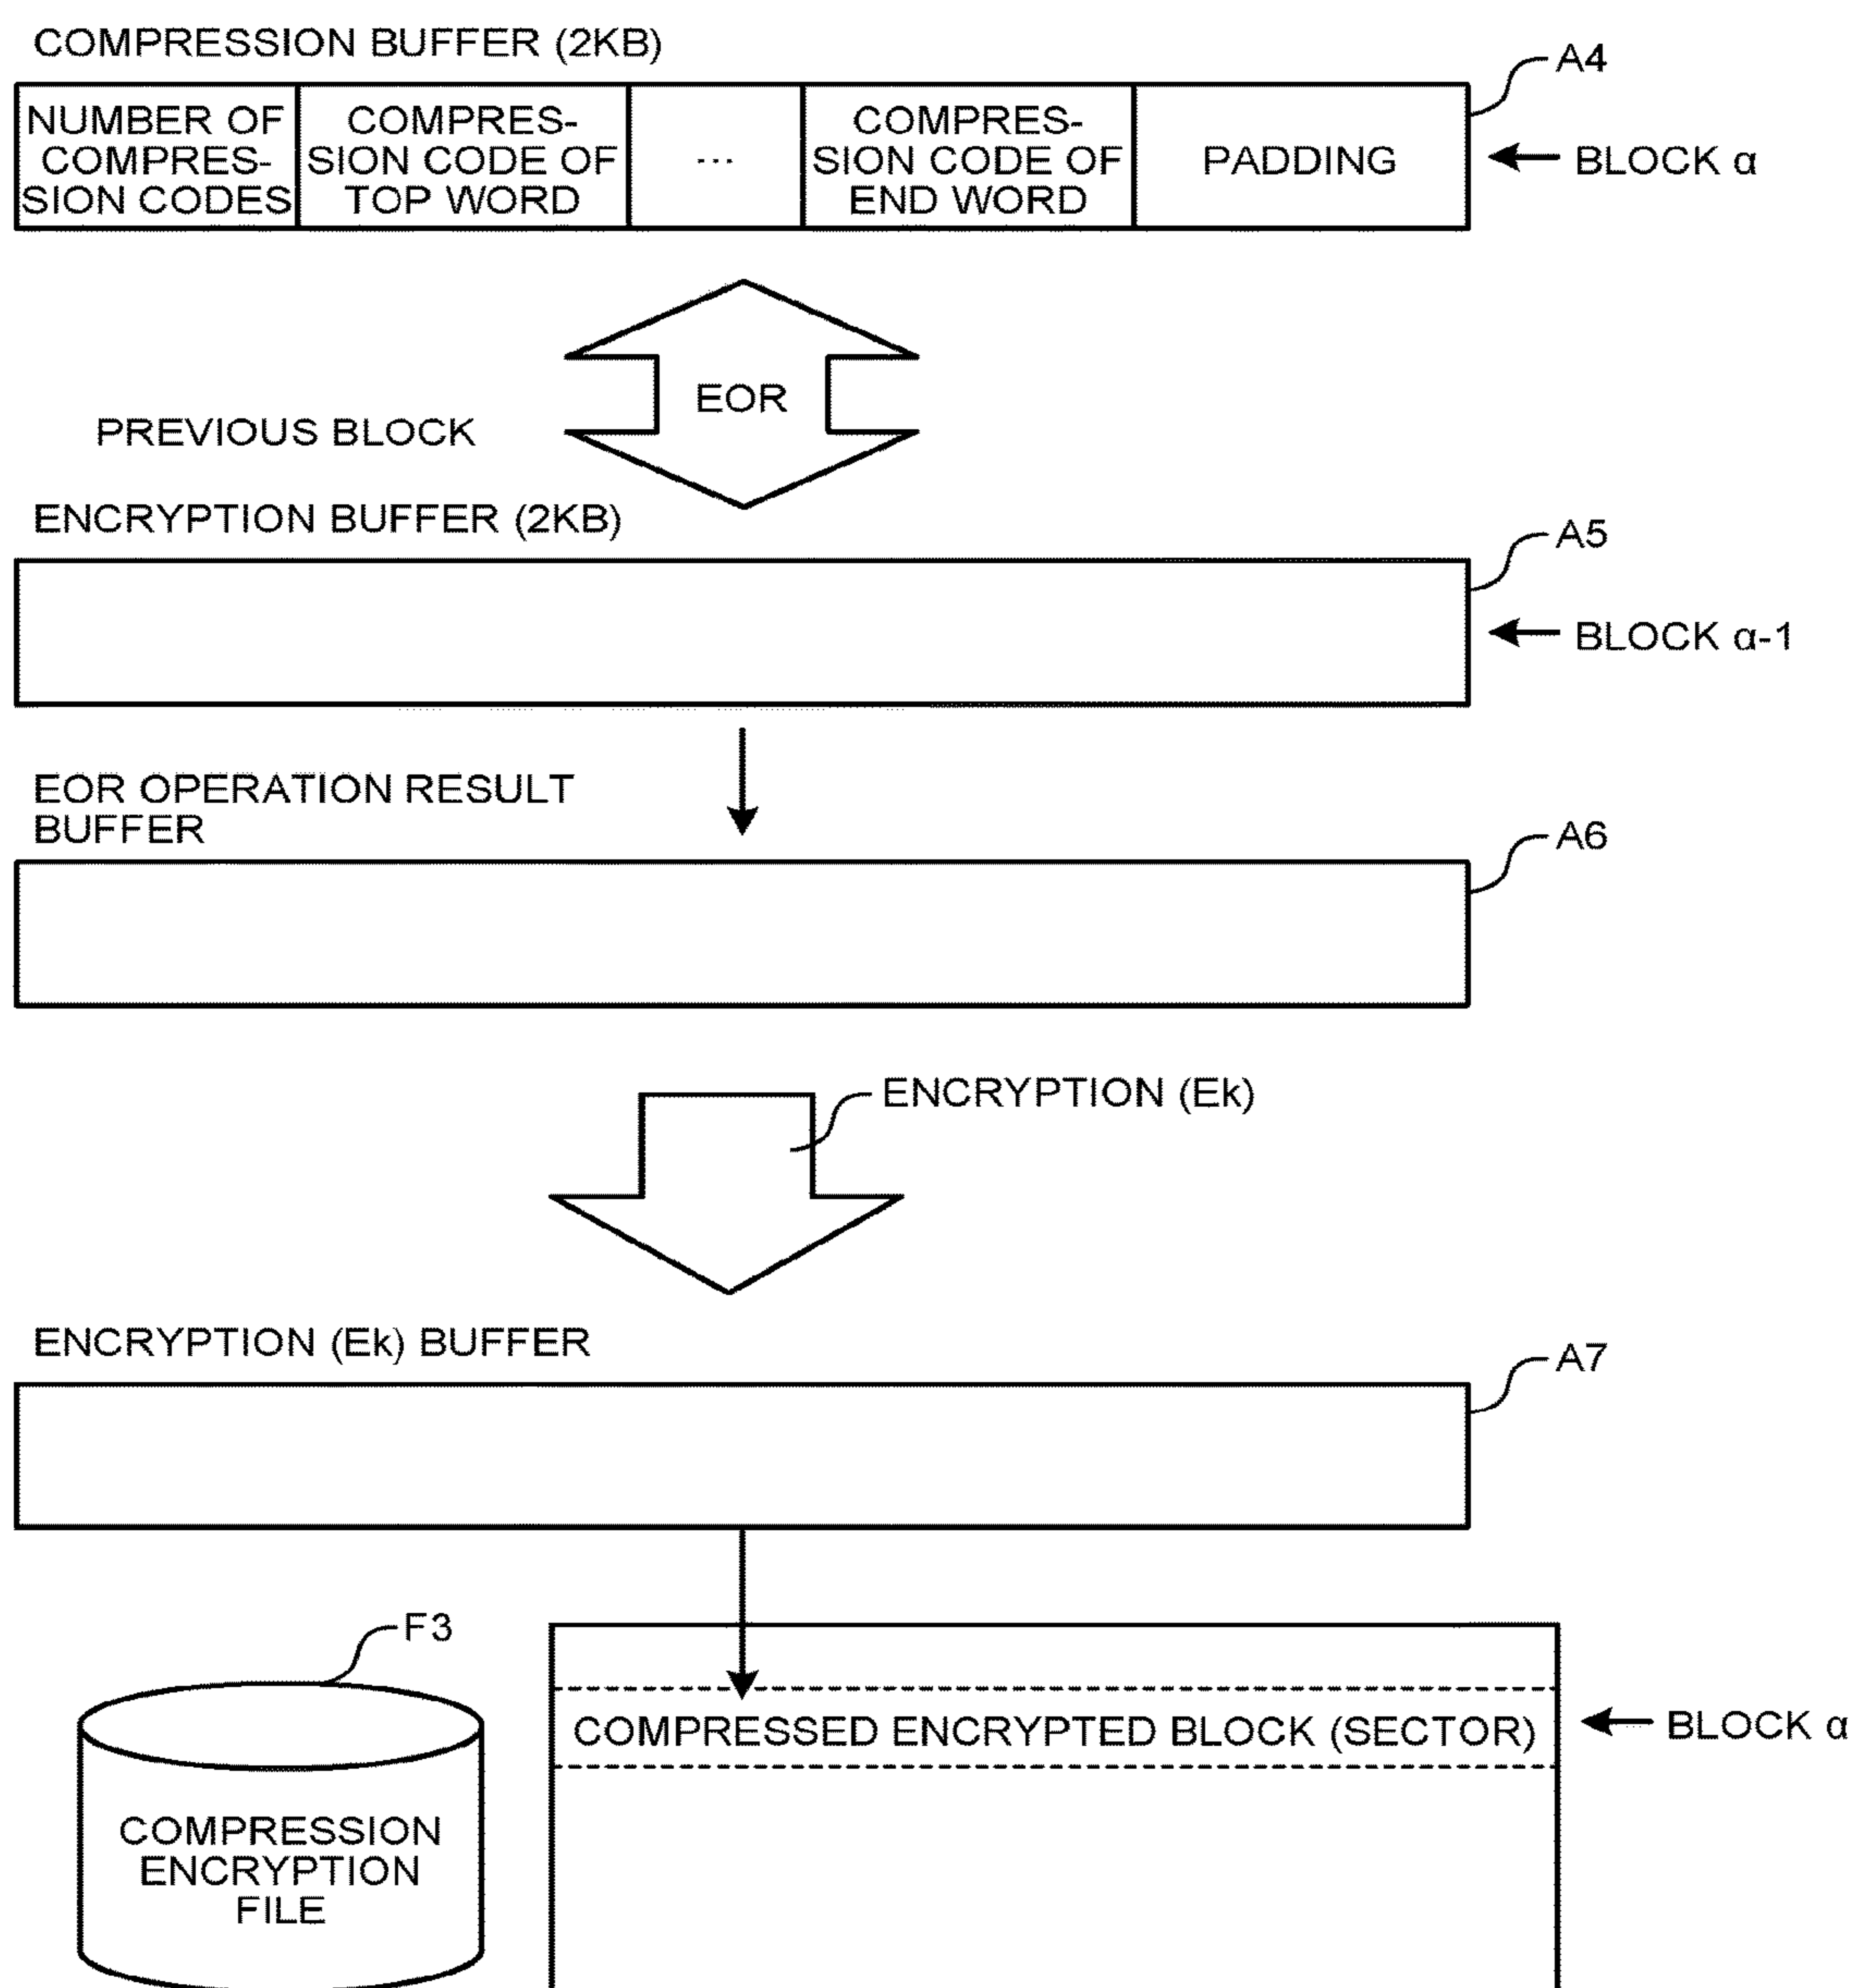 COMPRESSION BUFFER (2KB)
A4
NUMBER OF
COMPRES-
SION CODES
COMPRES-
SION CODE OF
TOP WORD
...
COMPRES-
SION CODE OF
END WORD
PADDING
BLOCK α
EOR
PREVIOUS BLOCK
ENCRYPTION BUFFER (2KB)
A5
BLOCK α-1
EOR OPERATION RESULT
BUFFER
A6
ENCRYPTION (Ek)
ENCRYPTION (Ek) BUFFER
A7
F3
COMPRESSED ENCRYPTED BLOCK (SECTOR)
BLOCK α
COMPRESSION
ENCRYPTION
FILE